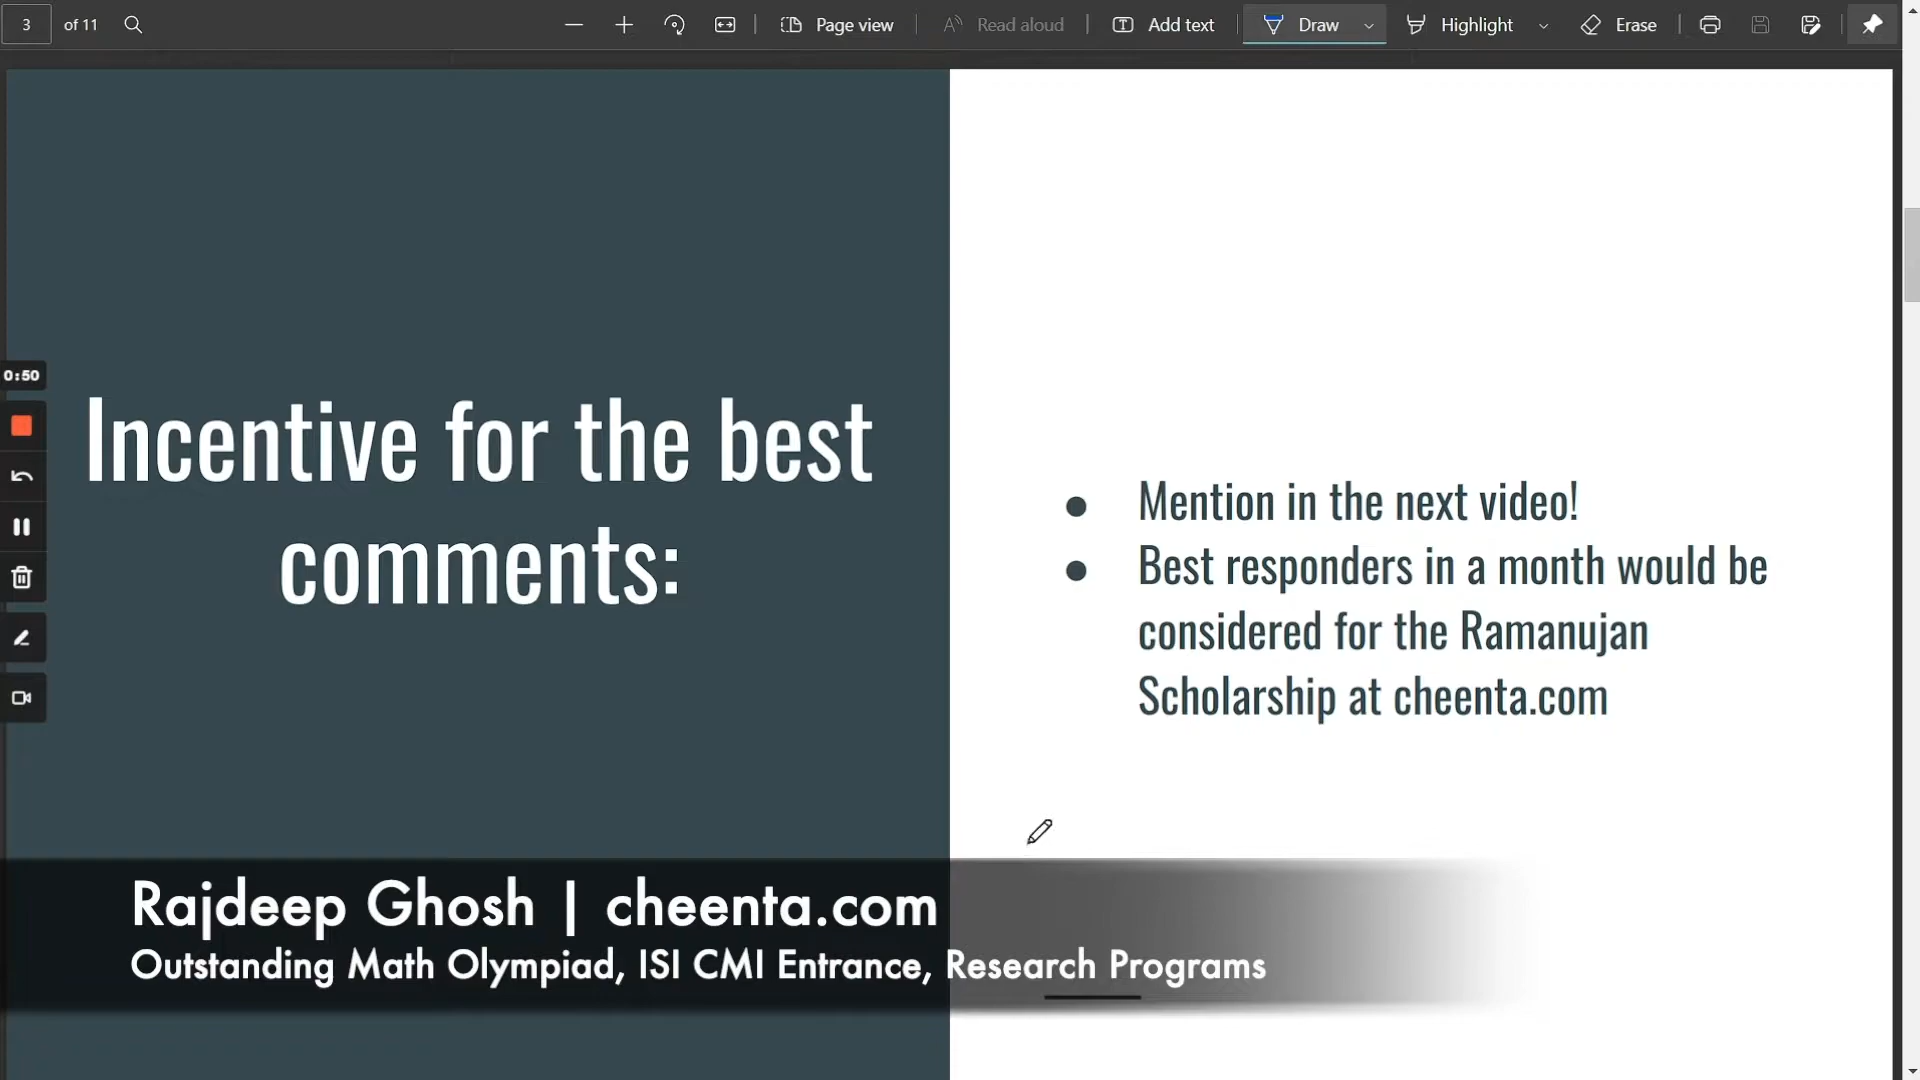 3 of 11 Page view Read aloud Add text Draw Highlight Erase
0:50
Incentive for the best
comments:
● Mention in the next video!
● Best responders in a month would be
considered for the Ramanujan
Scholarship at cheenta.com
Rajdeep Ghosh | cheenta.com
Outstanding Math Olympiad, ISI CMI Entrance, Research Programs